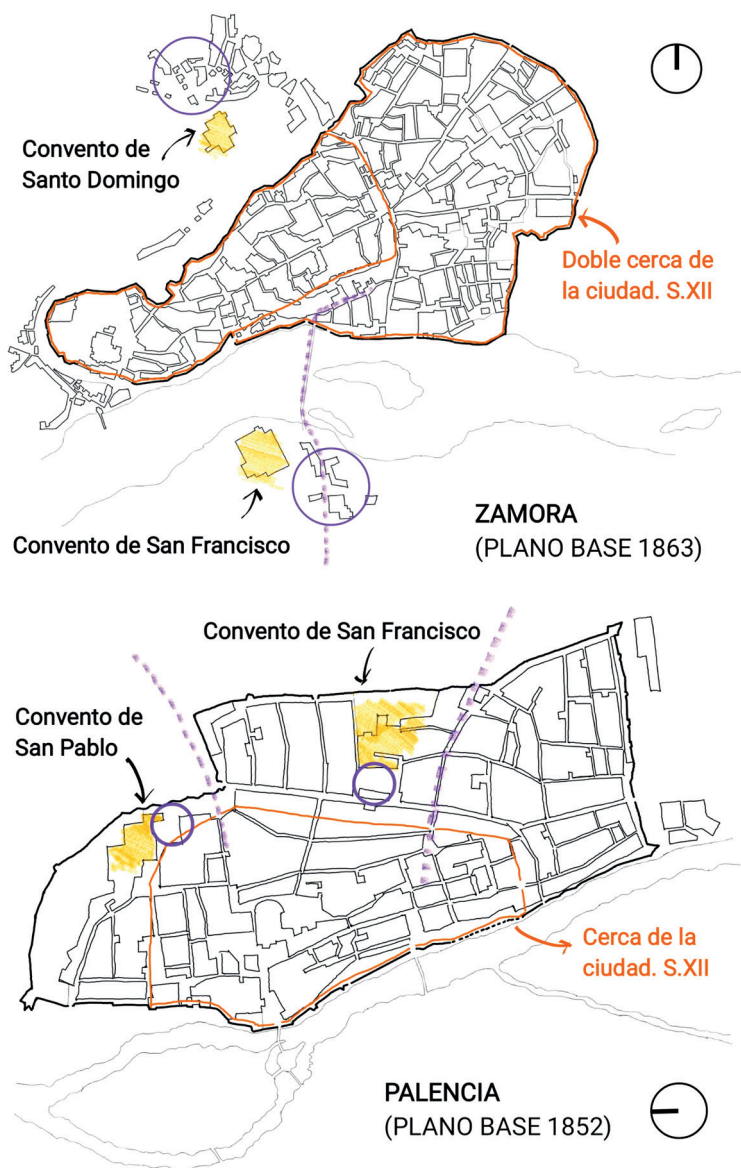 Convento de
Santo Domingo
Doble cerca de
la ciudad. S.XII
Convento de San Francisco
ZAMORA
(PLANO BASE 1863)
Convento de San Francisco
Convento de
San Pablo
Cerca de la
ciudad. S.XII
PALENCIA
(PLANO BASE 1852)